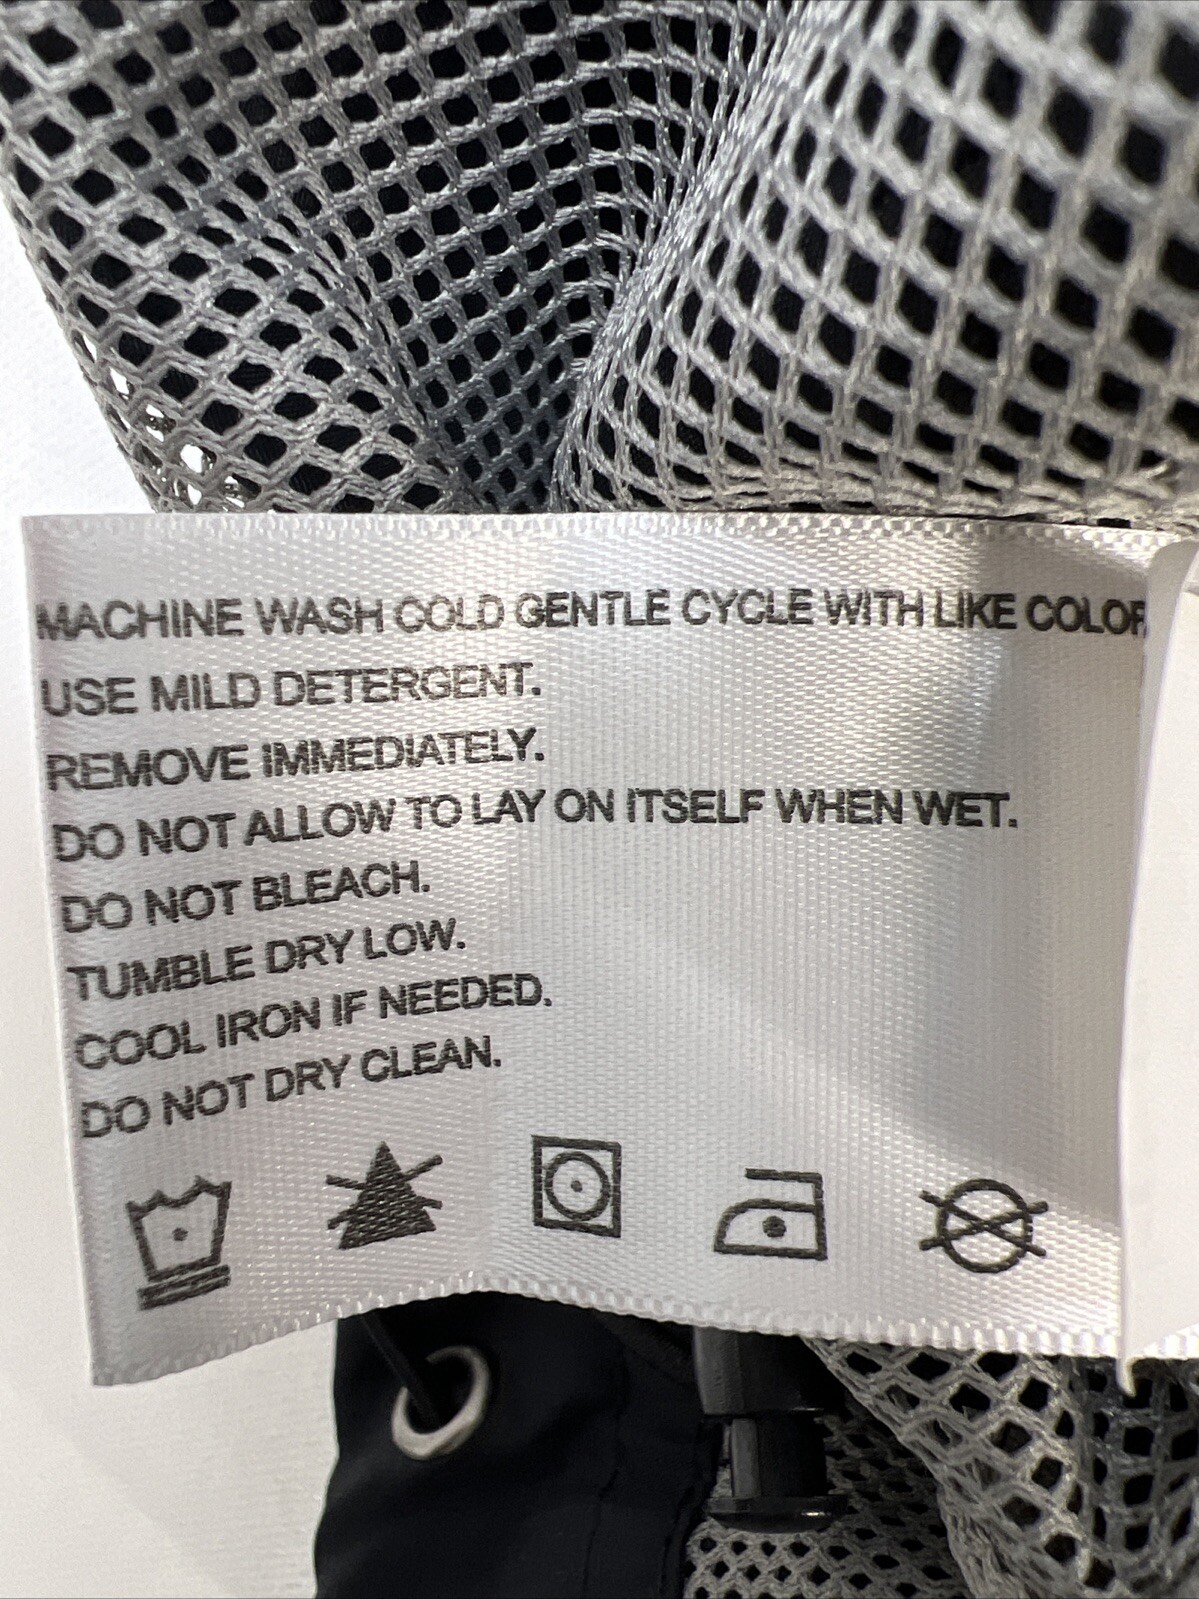 MACHINE WASH COLD GENTLE CYCLE WITH LIKE COLOR
USE MILD DETERGENT.
REMOVE IMMEDIATELY.
DO NOT ALLOW TO LAY ON ITSELF WHEN WET.
DO NOT BLEACH.
TUMBLE DRY LOW.
COOL IRON IF NEEDED.
DO NOT DRY CLEAN.